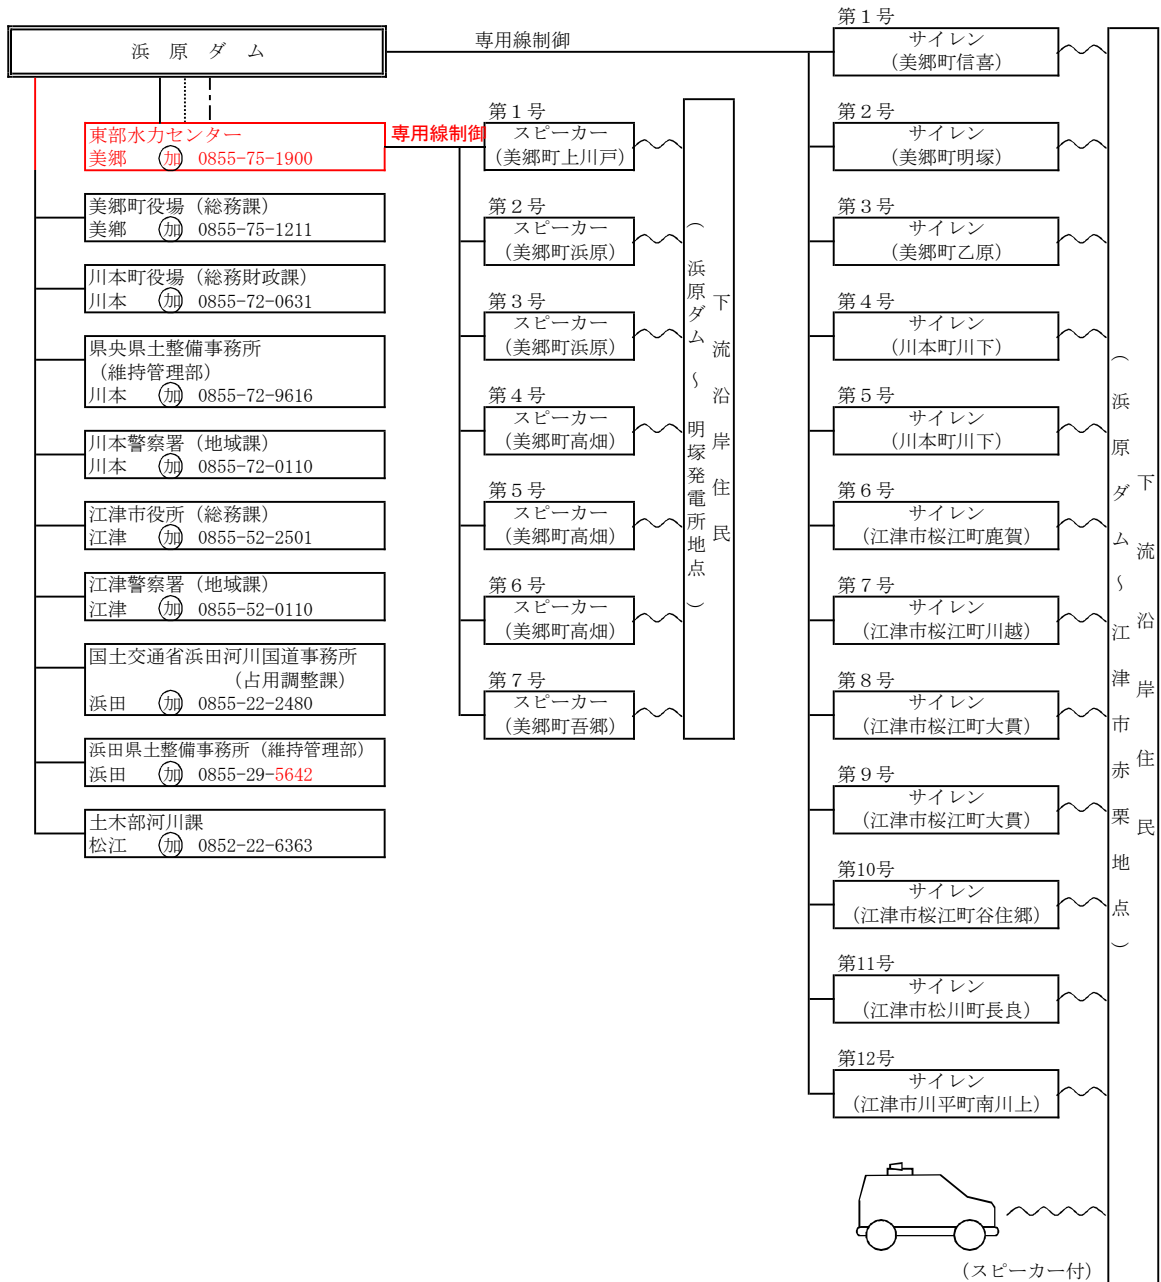 浜原ダム
東部水力センター
美郷 加 0855-75-1900
美郷町役場（総務課）
美郷 加 0855-75-1211
川本町役場（総務財政課）
川本 加 0855-72-0631
県央県土整備事務所
（維持管理部）
川本 加 0855-72-9616
川本警察署（地域課）
川本 加 0855-72-0110
江津市役所（総務課）
江津 加 0855-52-2501
江津警察署（地域課）
江津 加 0855-52-0110
国土交通省浜田河川国道事務所
（占用調整課）
浜田 加 0855-22-2480
浜田県土整備事務所（維持管理部）
浜田 加 0855-29-5642
土木部河川課
松江 加 0852-22-6363
専用線制御
第１号
スピーカー
（美郷町上川戸）
第２号
スピーカー
（美郷町浜原）
第３号
スピーカー
（美郷町浜原）
第４号
スピーカー
（美郷町高畑）
第５号
スピーカー
（美郷町高畑）
第６号
スピーカー
（美郷町高畑）
第７号
スピーカー
（美郷町吾郷）
下流沿岸住民
（浜原ダム～明塚発電所地点）
専用線制御
第１号
サイレン
（美郷町信喜）
第２号
サイレン
（美郷町明塚）
第３号
サイレン
（美郷町乙原）
第４号
サイレン
（川本町川下）
第５号
サイレン
（川本町川下）
第６号
サイレン
（江津市桜江町鹿賀）
第７号
サイレン
（江津市桜江町川越）
第８号
サイレン
（江津市桜江町大貫）
第９号
サイレン
（江津市桜江町大貫）
第10号
サイレン
（江津市桜江町谷住郷）
第11号
サイレン
（江津市松川町長良）
第12号
サイレン
（江津市川平町南川上）
（スピーカー付）
下流沿岸住民
（浜原ダム～江津市赤栗地点）